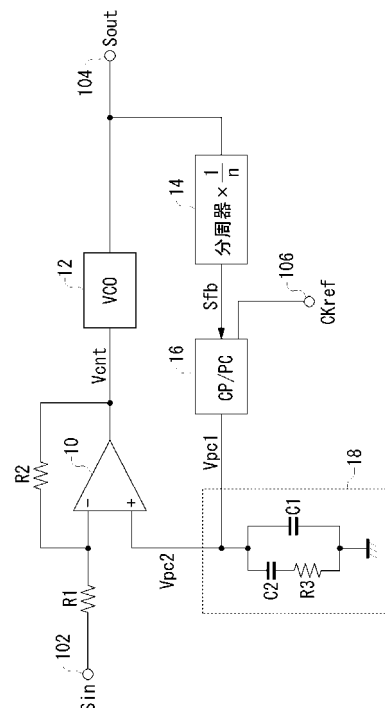 Sin
102
R1
R2
10
-
+
Vcnt
12
VCO
104
Sout
14
分周器 × 1/n
Sfb
16
CP/PC
106
CKref
Vpc1
Vpc2
18
C2
C1
R3